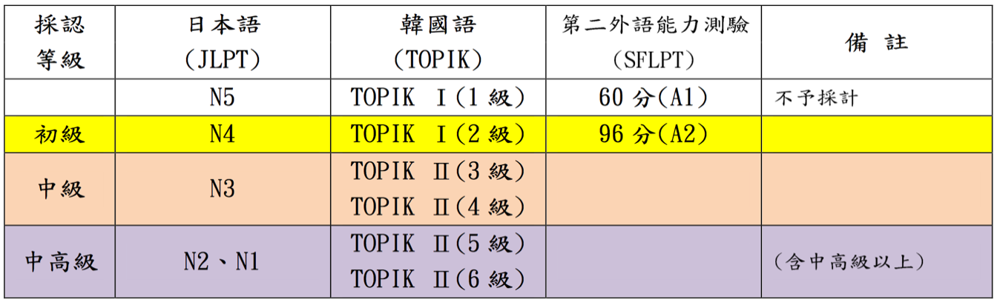 採認 日本語 韓國語 第二外語能力測驗 備 註
等級 (JLPT) (TOPIK) (SFLPT)
N5 TOPIK Ⅰ(1 級) 60 分(A1) 不予採計
初級 N4 TOPIK Ⅰ(2 級) 96 分(A2)
中級 N3 TOPIK Ⅱ(3 級)
TOPIK Ⅱ(4 級)
中高級 N2、N1 TOPIK Ⅱ(5 級) (含中高級以上)
TOPIK Ⅱ(6 級)